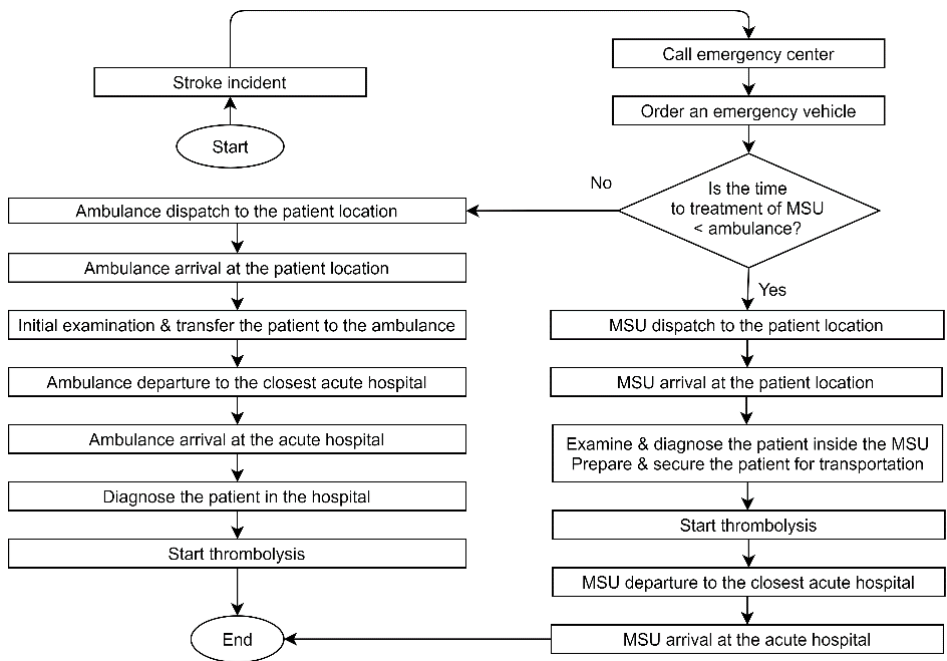 Start
Stroke incident
Call emergency center
Order an emergency vehicle
Is the time
to treatment of MSU
< ambulance?
No
Ambulance dispatch to the patient location
Ambulance arrival at the patient location
Initial examination & transfer the patient to the ambulance
Ambulance departure to the closest acute hospital
Ambulance arrival at the acute hospital
Diagnose the patient in the hospital
Start thrombolysis
Yes
MSU dispatch to the patient location
MSU arrival at the patient location
Examine & diagnose the patient inside the MSU
Prepare & secure the patient for transportation
Start thrombolysis
MSU departure to the closest acute hospital
MSU arrival at the acute hospital
End